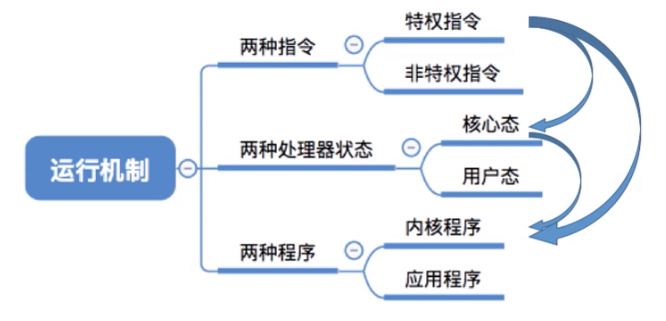 运行机制
两种指令
特权指令
非特权指令
两种处理器状态
核心态
用户态
两种程序
内核程序
应用程序